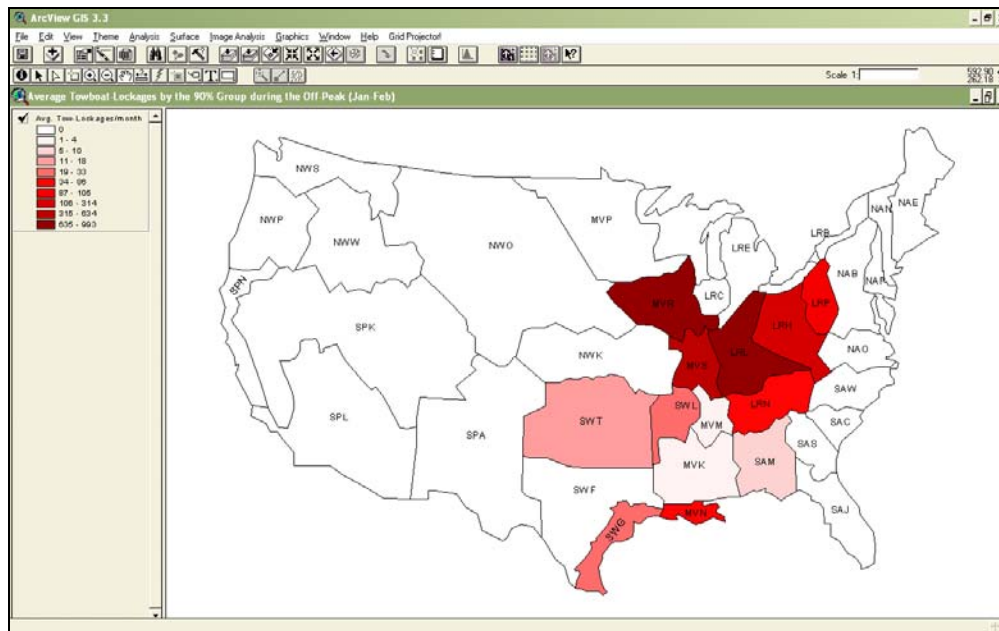 ArcView GIS 3.3
File Edit View Theme Analysis Surface Image Analysis Graphics Window Help Grid Projector!
Scale 1:
592.90
262.18
Average Towboat Lockages by the 90% Group during the Off-Peak (Jan-Feb)
Avg. Tow Lockages/month
0
1 - 4
5 - 10
11 - 18
19 - 33
87 - 105
106 - 314
315 - 634
635 - 993
NWS
NWP
NWW
NWO
MVP
LRE
LRB
NAN
NAE
NAB
NAP
SPN
SPK
MVR
LRC
LRP
LRH
LRL
NWK
MVS
NAO
SPL
SPA
SWT
SWL
MVM
LRN
SAW
SAC
SAS
SAM
MVK
SWF
SWG
MVN
SAJ